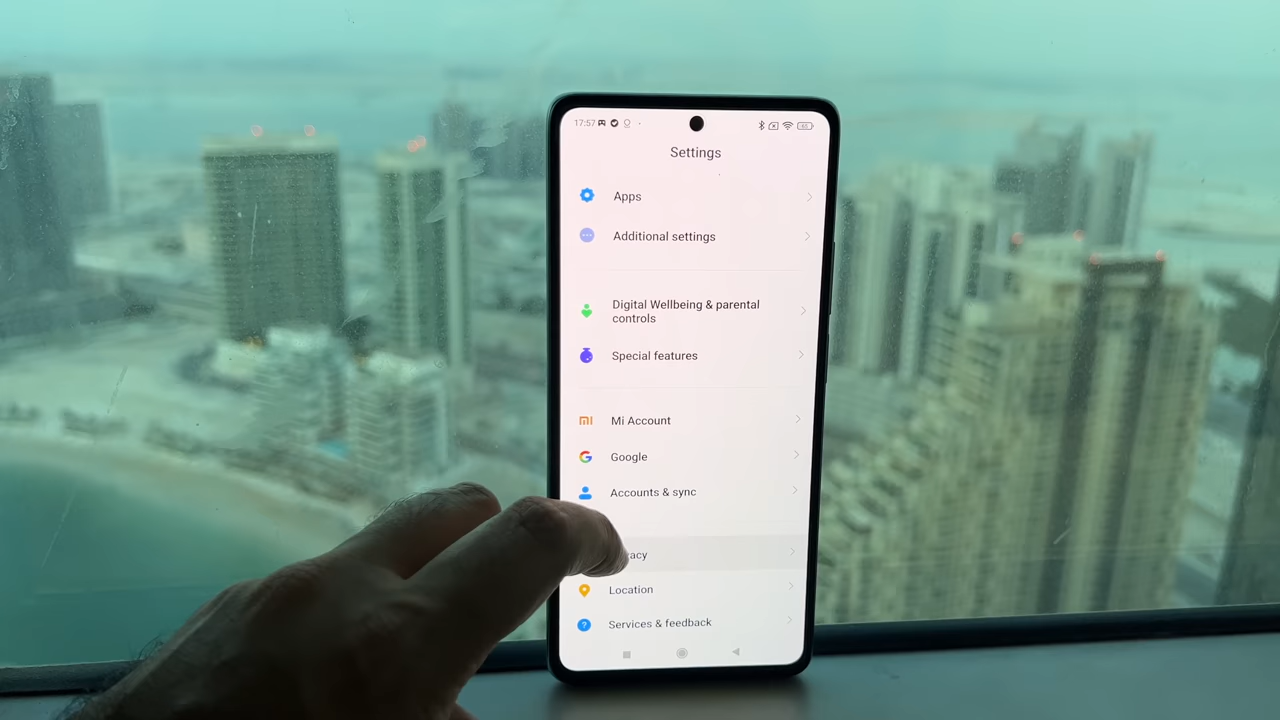 17:57
Settings
Apps
Additional settings
Digital Wellbeing & parental
controls
Special features
Mi Account
Google
Accounts & sync
acy
Location
Services & feedback